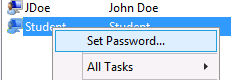 JDoe John Doe
Student Student
Set Password...
All Tasks